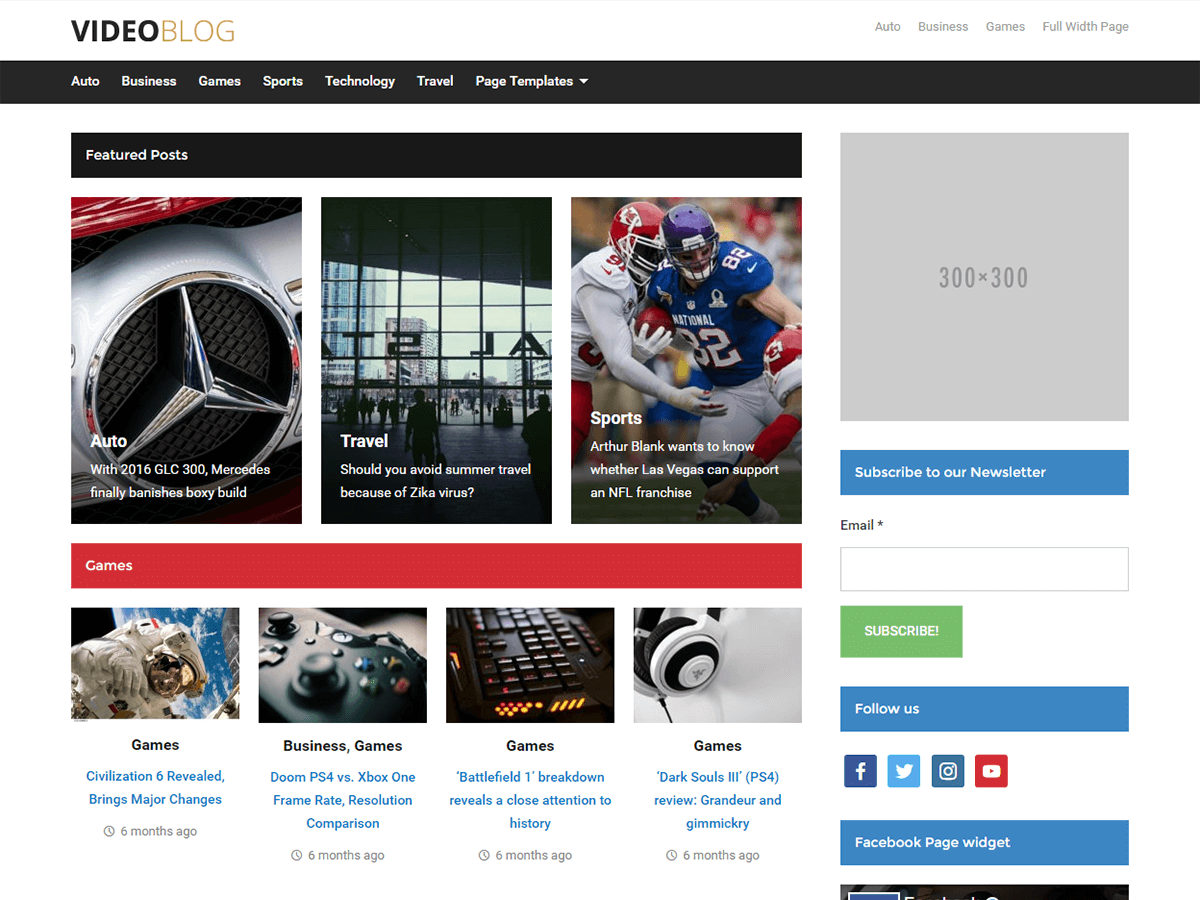 VIDEOBLOG
Auto Business Games Full Width Page
Auto Business Games Sports Technology Travel Page Templates
Featured Posts
Auto
With 2016 GLC 300, Mercedes
finally banishes boxy build
Travel
Should you avoid summer travel
because of Zika virus?
NATIONAL
82
82
Sports
Arthur Blank wants to know
whether Las Vegas can support
an NFL franchise
Games
Games
Civilization 6 Revealed,
Brings Major Changes
6 months ago
Business, Games
Doom PS4 vs. Xbox One
Frame Rate, Resolution
Comparison
6 months ago
Games
‘Battlefield 1’ breakdown
reveals a close attention to
history
6 months ago
Games
‘Dark Souls III’ (PS4)
review: Grandeur and
gimmickry
6 months ago
300×300
Subscribe to our Newsletter
Email *
SUBSCRIBE!
Follow us
Facebook Page widget